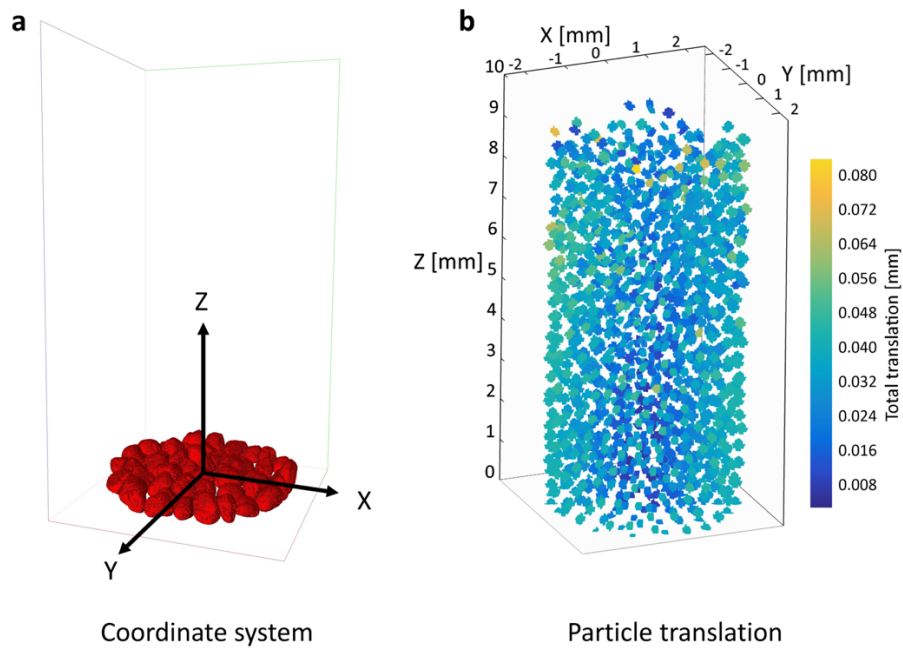 a
Z
X
Y
Coordinate system
b
X [mm]
-2 -1 0 1 2
-2 -1 0 1 2
Y [mm]
10
9
8
7
6
5
4
3
2
1
0
Z [mm]
0.080
0.072
0.064
0.056
0.048
0.040
0.032
0.024
0.016
0.008
Total translation [mm]
Particle translation